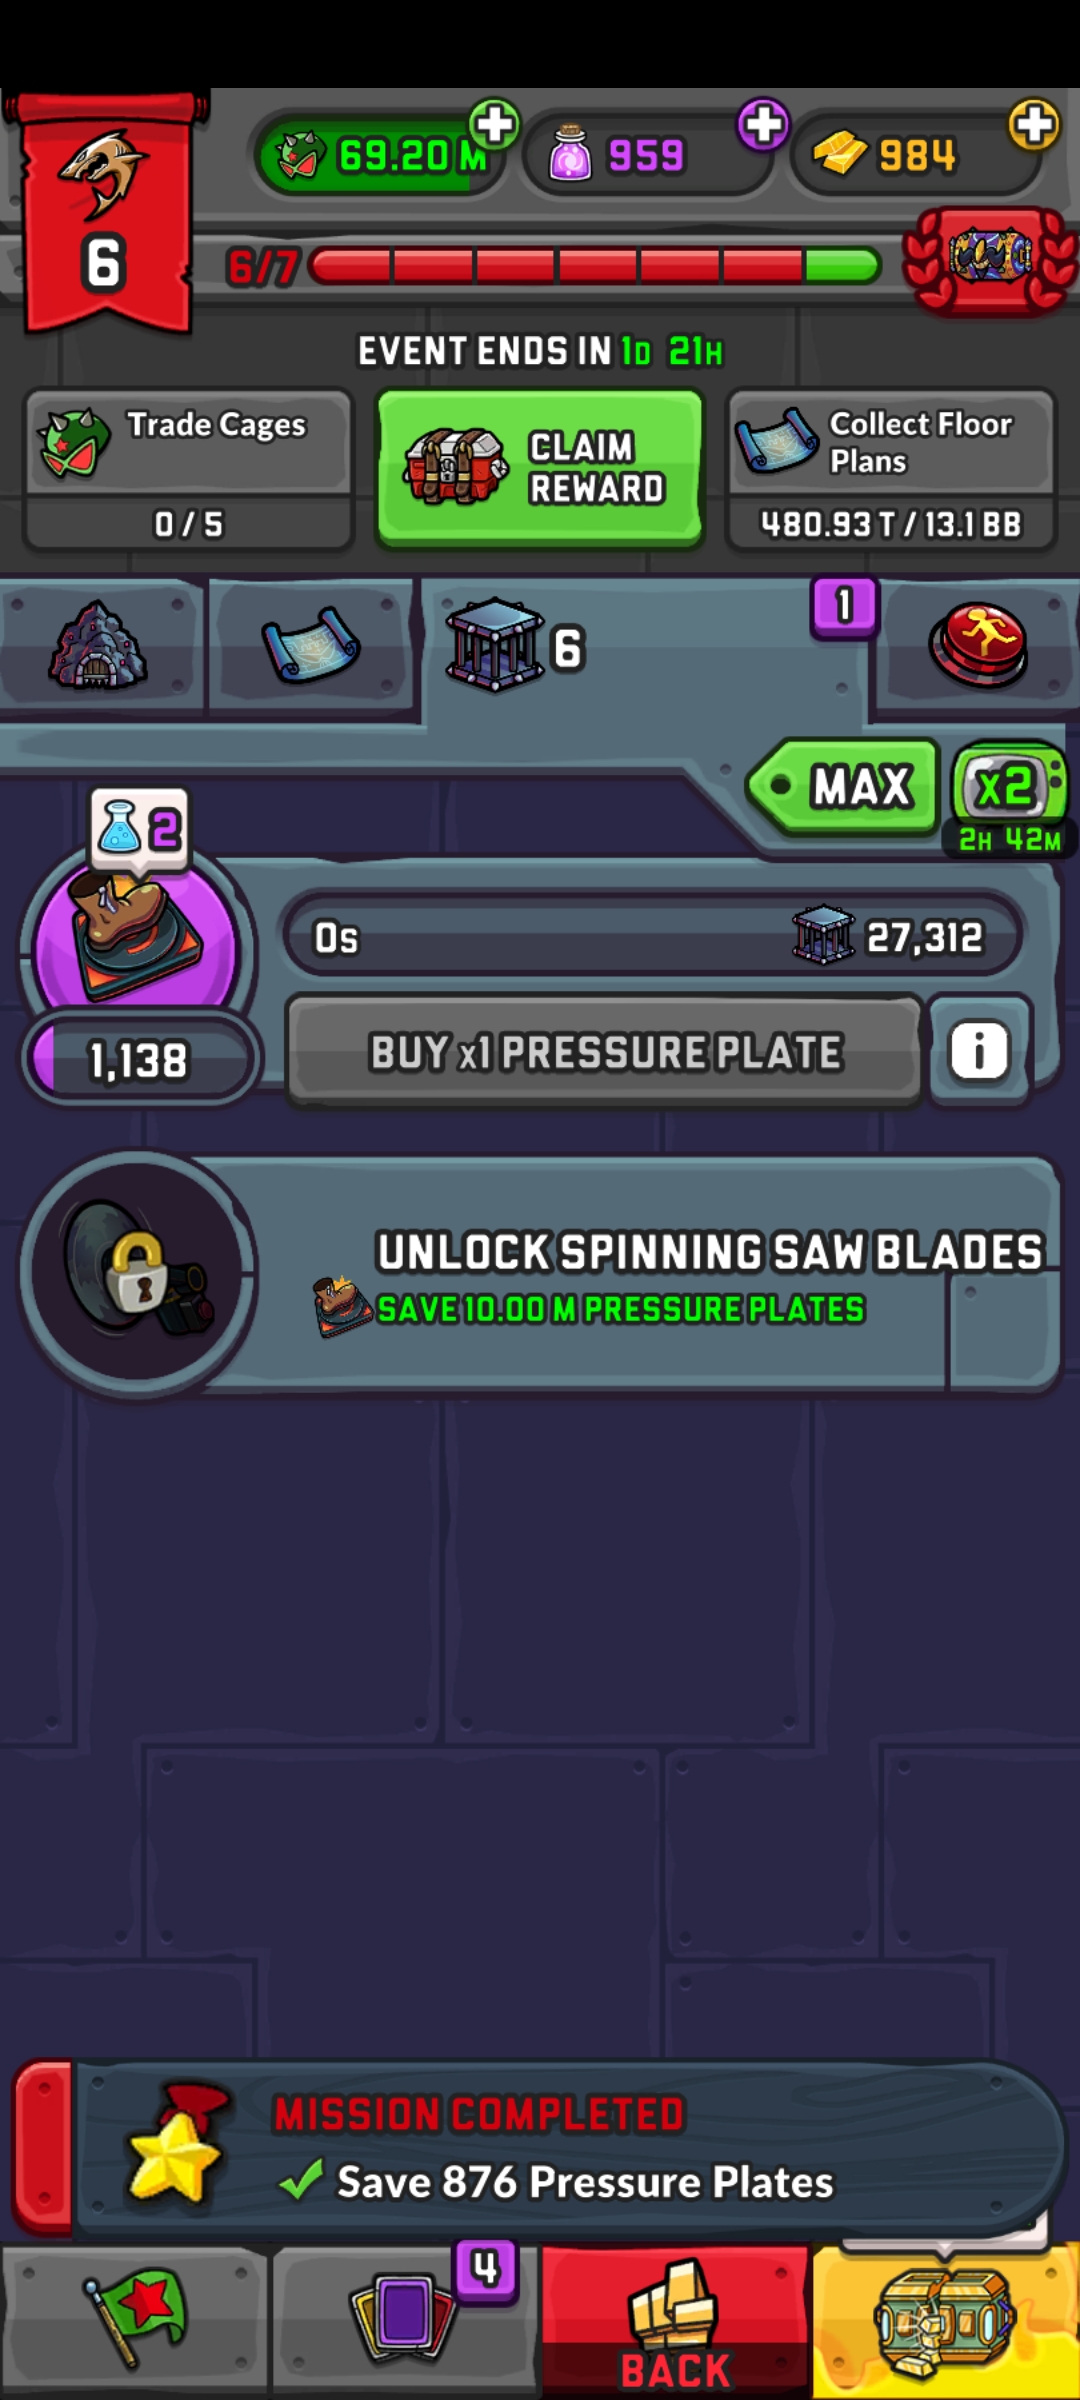 69.20 M
959
984
6
6/7
EVENT ENDS IN 1D 21H
Trade Cages
0 / 5
CLAIM
REWARD
Collect Floor
Plans
480.93 T / 13.1 BB
6
1
MAX
x2
2H 42M
2
0s
27,312
1,138
BUY x1 PRESSURE PLATE
i
UNLOCK SPINNING SAW BLADES
SAVE 10.00 M PRESSURE PLATES
MISSION COMPLETED
Save 876 Pressure Plates
4
BACK